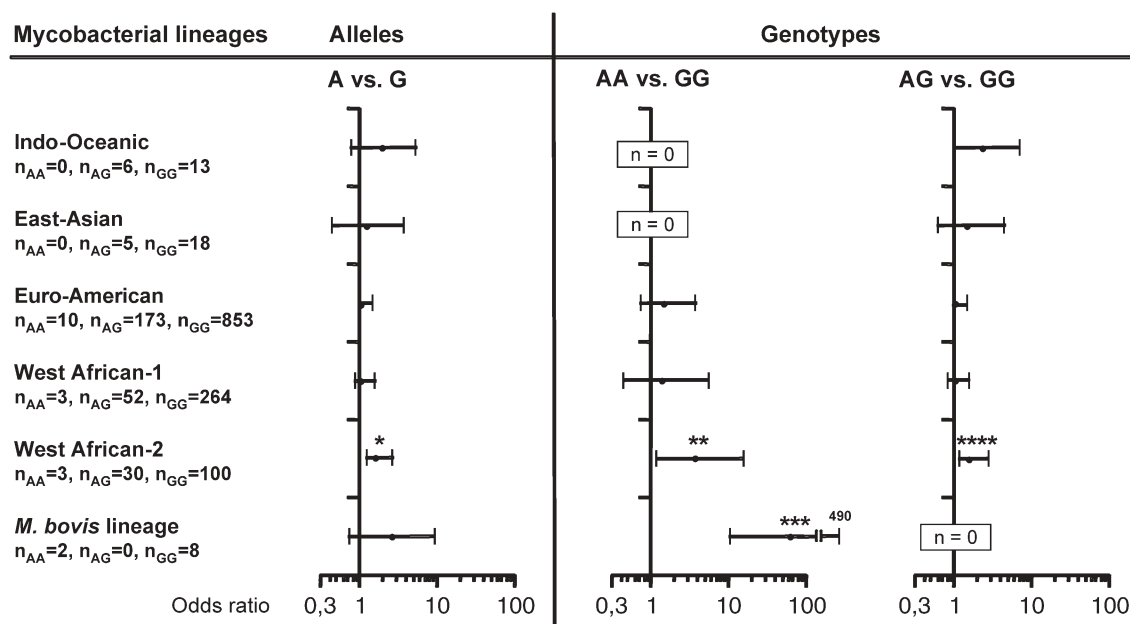 Mycobacterial lineages Alleles Genotypes
A vs. G AA vs. GG AG vs. GG
Indo-Oceanic
nAA=0, nAG=6, nGG=13
n = 0
East-Asian
nAA=0, nAG=5, nGG=18
n = 0
Euro-American
nAA=10, nAG=173, nGG=853
West African-1
nAA=3, nAG=52, nGG=264
West African-2
* ** ****
nAA=3, nAG=30, nGG=100
M. bovis lineage
*** 490
nAA=2, nAG=0, nGG=8
n = 0
Odds ratio 0,3 1 10 100 0,3 1 10 100 0,3 1 10 100